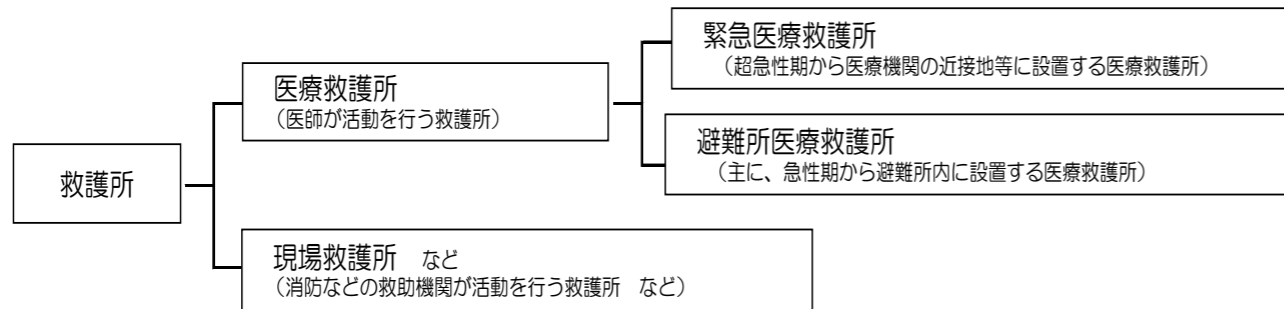 救護所
医療救護所
（医師が活動を行う救護所）
緊急医療救護所
（超急性期から医療機関の近接地等に設置する医療救護所）
避難所医療救護所
（主に、急性期から避難所内に設置する医療救護所）
現場救護所　など
（消防などの救助機関が活動を行う救護所　など）